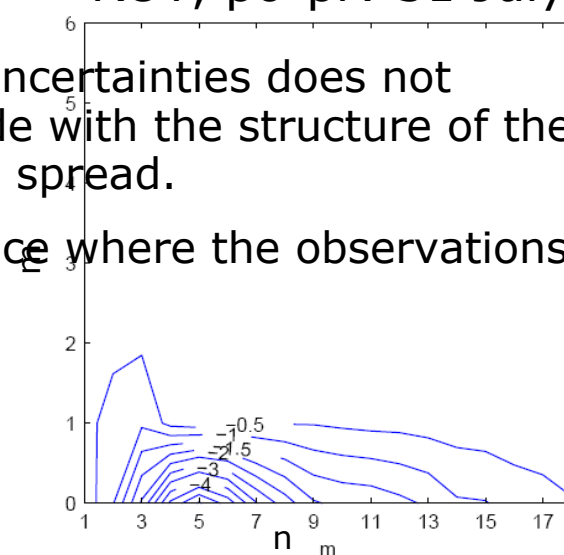 ncertainties does not
le with the structure of the
spread.
ce where the observations
m
6
5
4
3
2
1
0
−0.5
−1
−1.5
−2
−3
−4
1 3 5 7 9 11 13 15 17
n
m